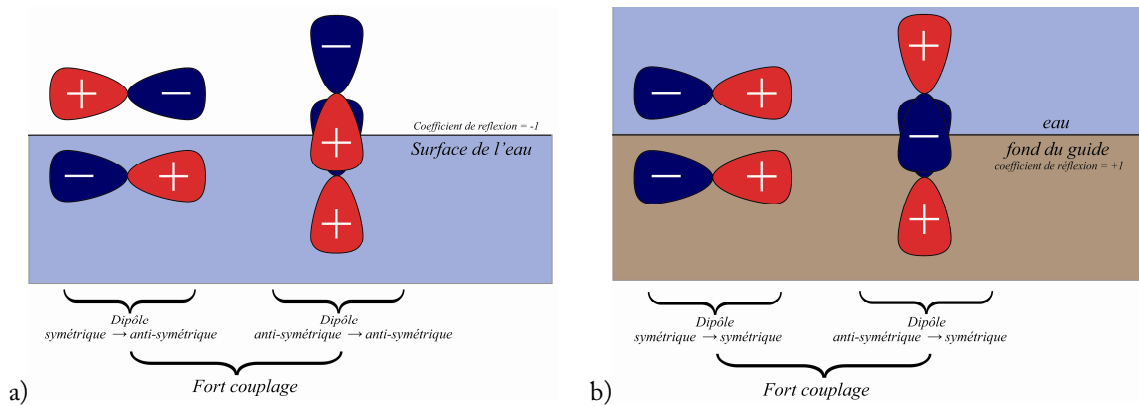 + −
−
Coefficient de reflexion = -1
+
Surface de l'eau
− +
+
Dipôle
symétrique → anti-symétrique
Dipôle
anti-symétrique → anti-symétrique
Fort couplage
a)
+
− +
eau
−
fond du guide
coefficient de réflexion = +1
− +
+
Dipôle
symétrique → symétrique
Dipôle
anti-symétrique → symétrique
Fort couplage
b)